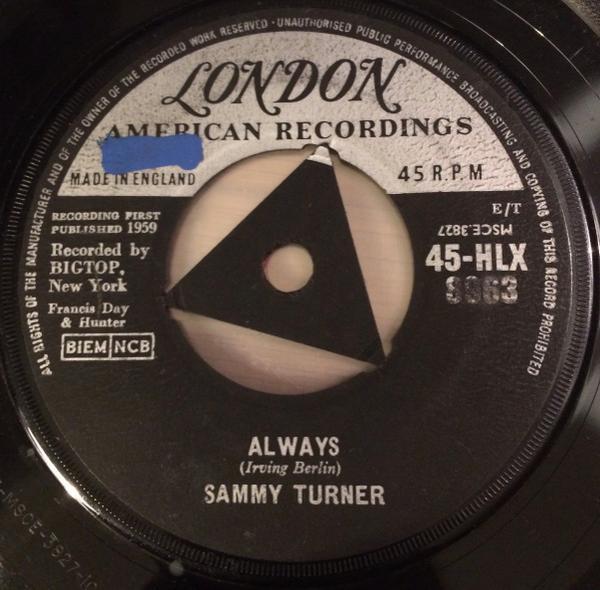 ALL RIGHTS OF THE MANUFACTURER AND OF THE OWNER OF THE RECORDED WORK RESERVED · UNAUTHORISED PUBLIC PERFORMANCE BROADCASTING AND COPYING OF THIS RECORD PROHIBITED
LONDON
AMERICAN RECORDINGS
MADE IN ENGLAND
45 R.P.M
RECORDING FIRST
PUBLISHED 1959
Recorded by
BIGTOP,
New York
Francis Day
& Hunter
BIEM NCB
E/T
MSCE.3827
45-HLX
ALWAYS
(Irving Berlin)
SAMMY TURNER